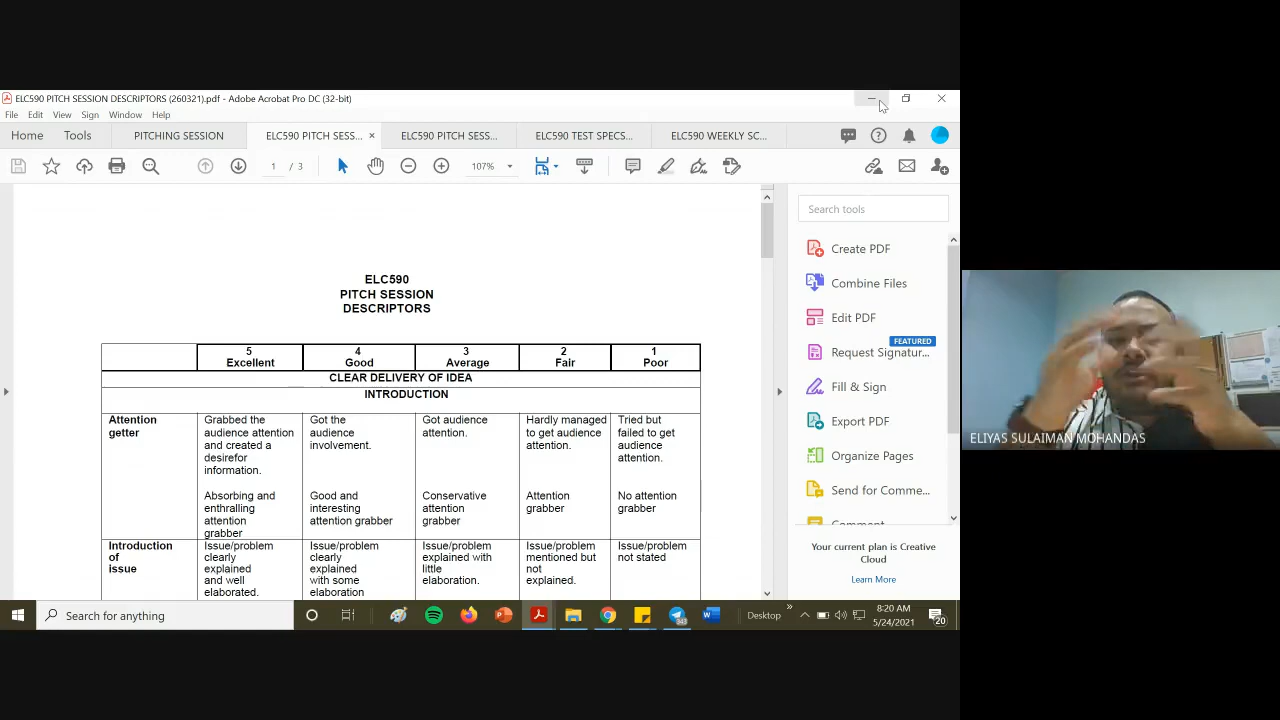 ELC590 PITCH SESSION DESCRIPTORS (260321).pdf - Adobe Acrobat Pro DC (32-bit)
File Edit View Sign Window Help
Home Tools PITCHING SESSION ELC590 PITCH SESS... × ELC590 PITCH SESS... ELC590 TEST SPECS... ELC590 WEEKLY SC...
1 / 3 107%
Search tools
Create PDF
Combine Files
Edit PDF
FEATURED
Request Signatur...
Fill & Sign
Export PDF
Organize Pages
Send for Comme...
Comment
Your current plan is Creative
Cloud
Learn More
ELC590
PITCH SESSION
DESCRIPTORS
5 4 3 2 1
Excellent Good Average Fair Poor
CLEAR DELIVERY OF IDEA
INTRODUCTION
Attention
getter
Grabbed the
audience attention
and created a
desirefor
information.
Absorbing and
enthralling
attention
grabber
Got the
audience
involvement.
Good and
interesting
attention grabber
Got audience
attention.
Conservative
attention
grabber
Hardly managed
to get audience
attention.
Attention
grabber
Tried but
failed to get
audience
attention.
No attention
grabber
Introduction
of
issue
Issue/problem
clearly
explained
and well
elaborated.
Issue/problem
clearly
explained
with some
elaboration
Issue/problem
explained with
little
elaboration.
Issue/problem
mentioned but
not
explained.
Issue/problem
not stated
ELIYAS SULAIMAN MOHANDAS
Search for anything
343
Desktop
8:20 AM
5/24/2021
20